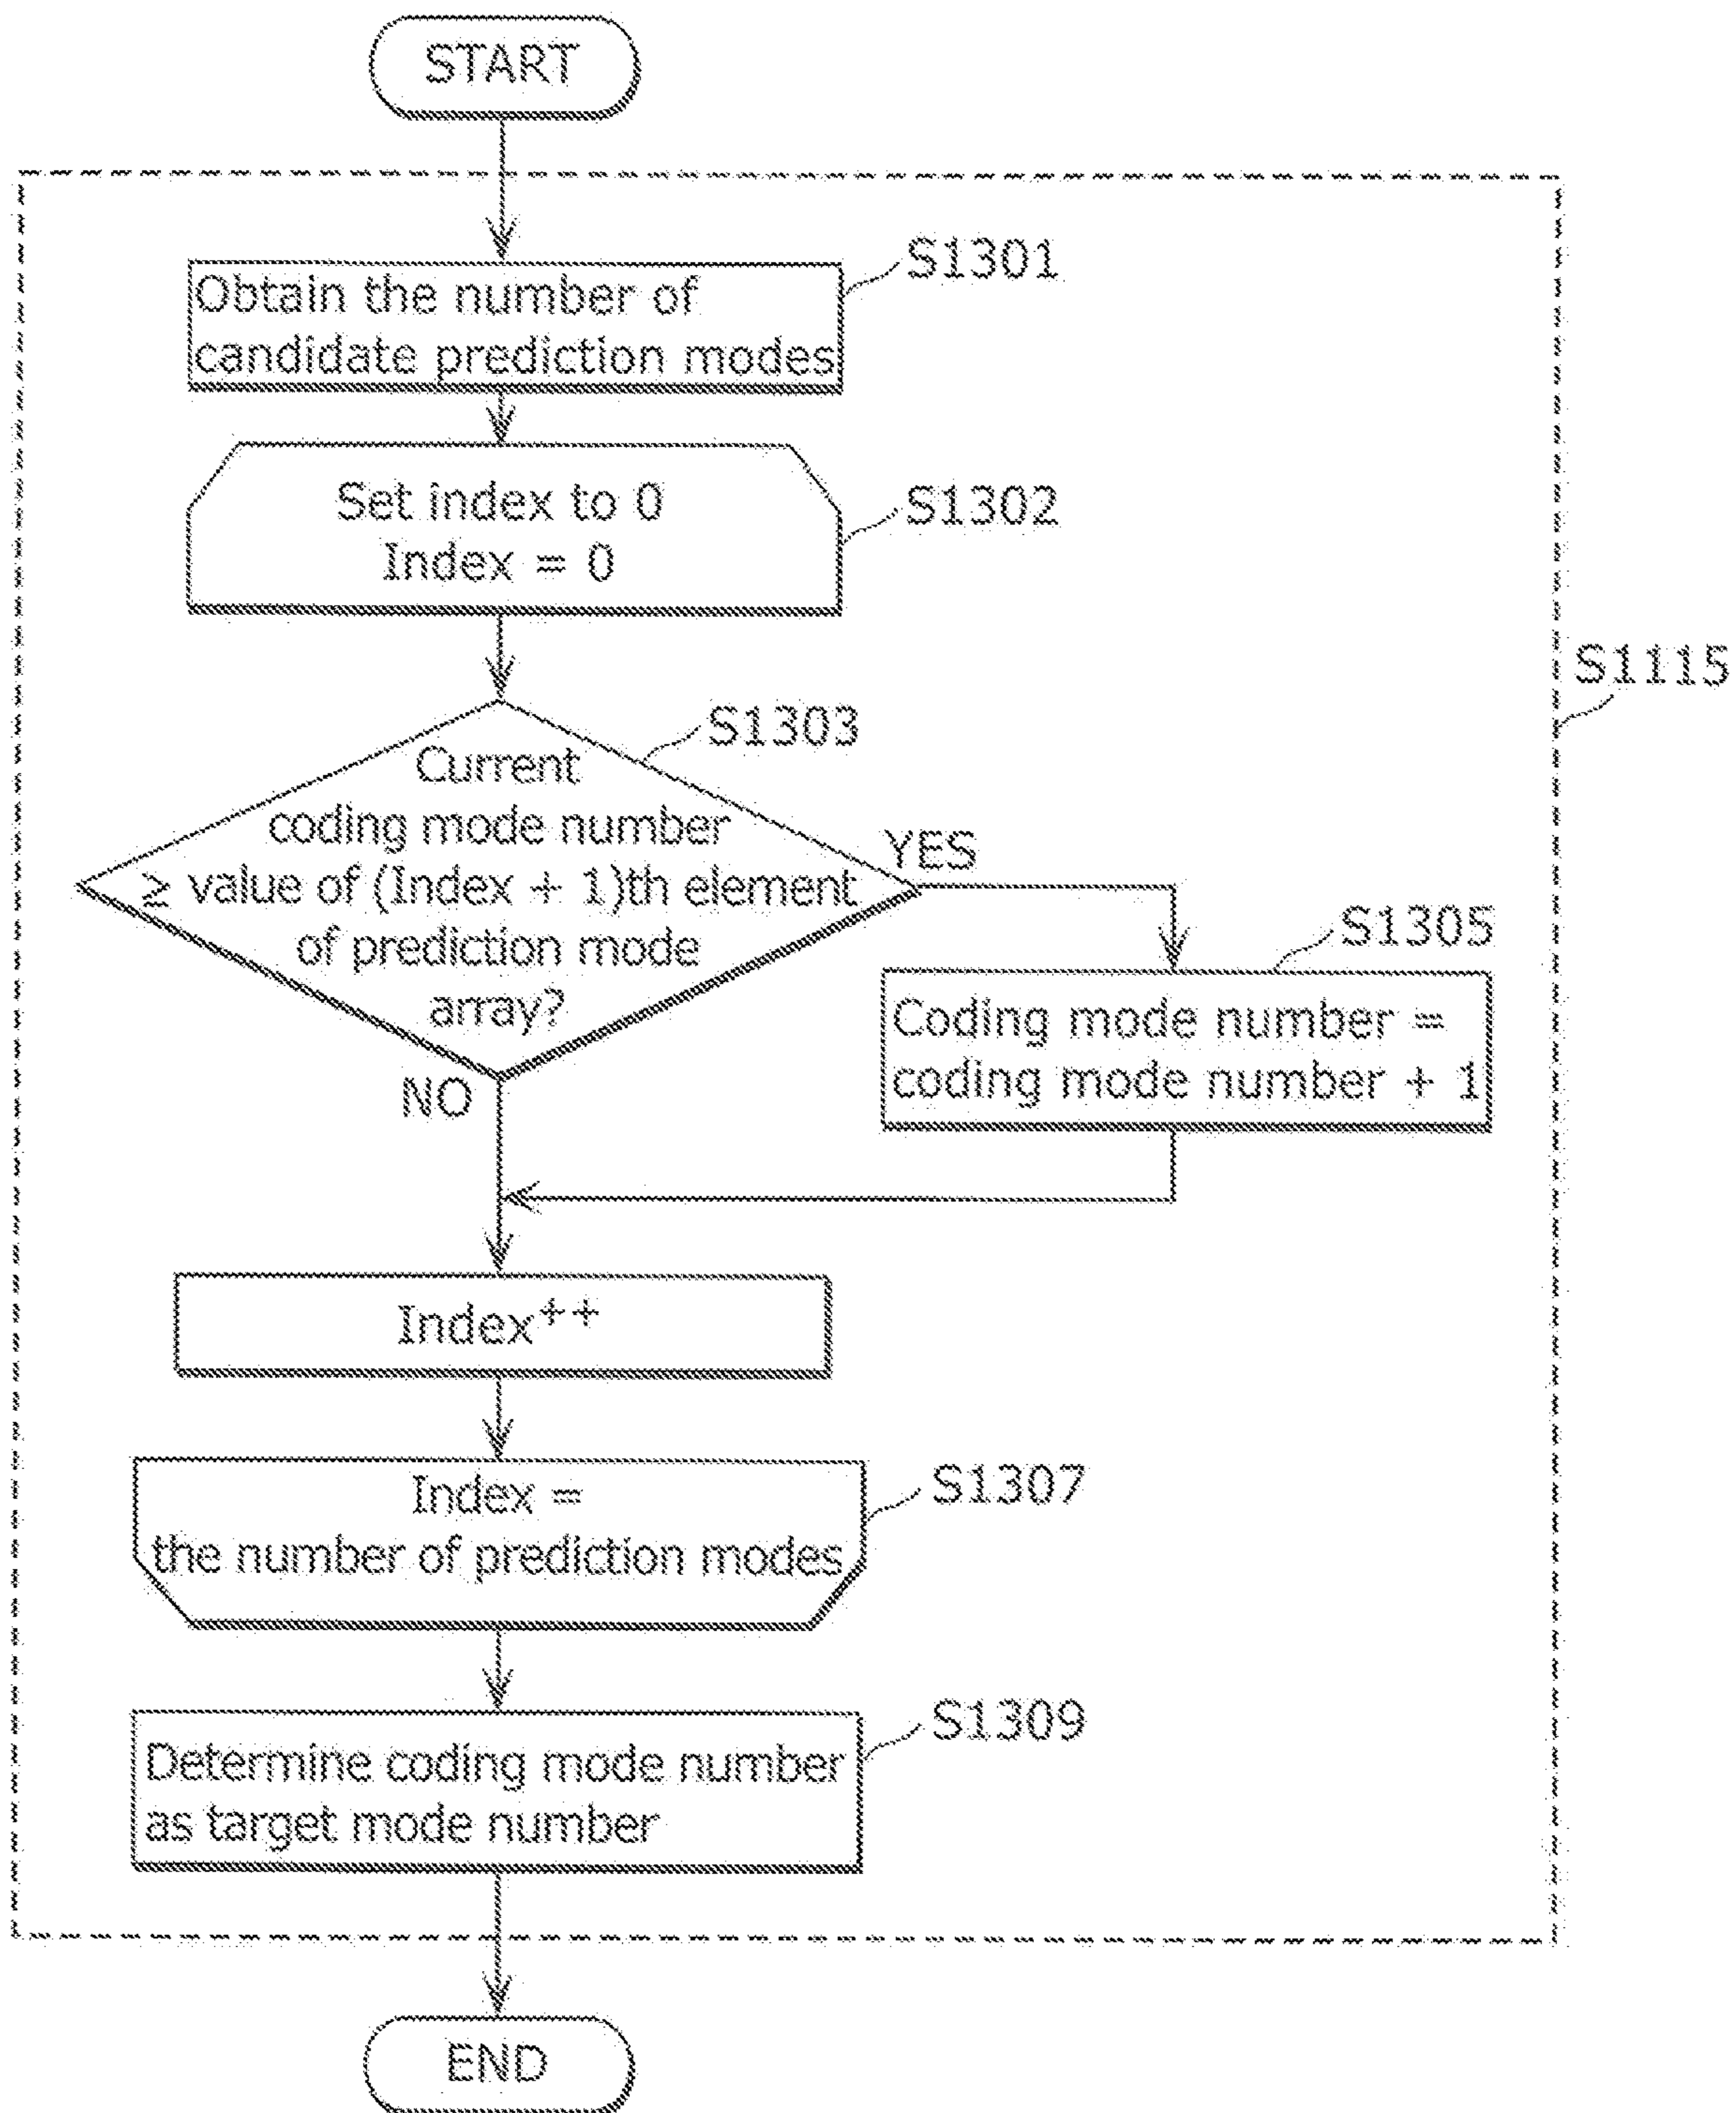 START
S1301
Obtain the number of
candidate prediction modes
Set index to 0
Index = 0
S1302
S1115
S1303
Current
coding mode number
≧ value of (Index + 1)th element
of prediction mode
array?
YES
NO
S1305
Coding mode number =
coding mode number + 1
Index++
Index =
the number of prediction modes
S1307
S1309
Determine coding mode number
as target mode number
END